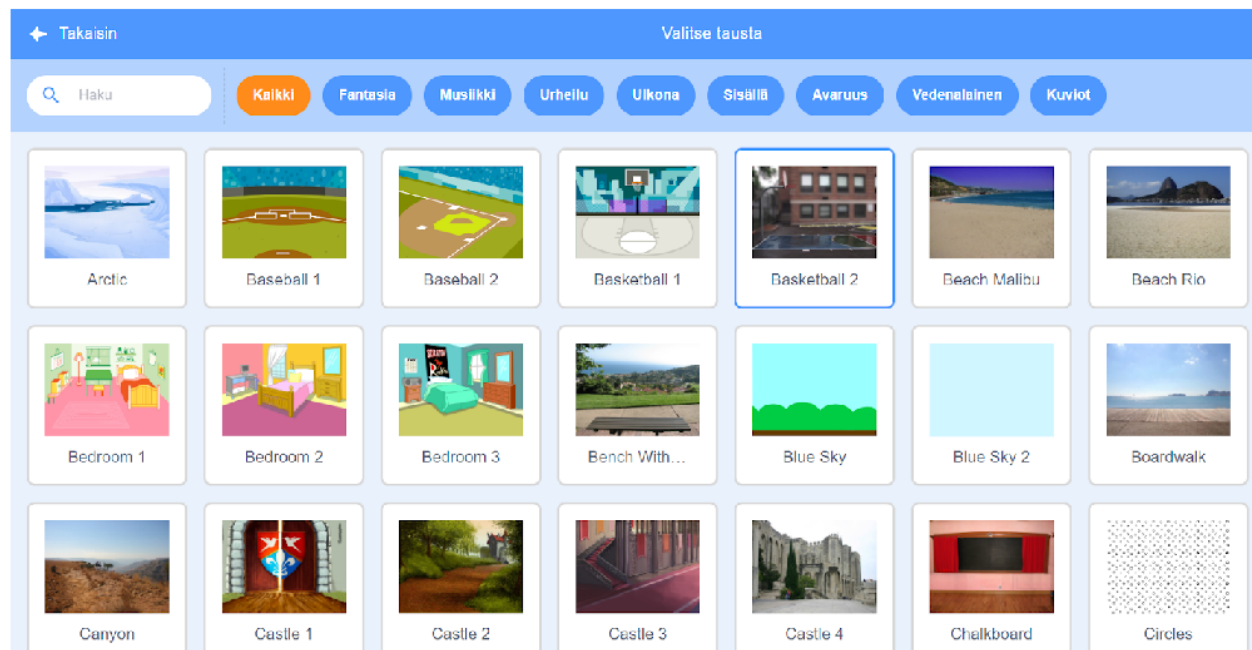 Takaisin
Valitse tausta
Haku
Kaikki
Fantasia
Musiikki
Urheilu
Ulkona
Sisällä
Avaruus
Vedenalainen
Kuviot
Arctic
Baseball 1
Baseball 2
Basketball 1
Basketball 2
Beach Malibu
Beach Rio
Bedroom 1
Bedroom 2
Bedroom 3
Bench With...
Blue Sky
Blue Sky 2
Boardwalk
Canyon
Castle 1
Castle 2
Castle 3
Castle 4
Chalkboard
Circles